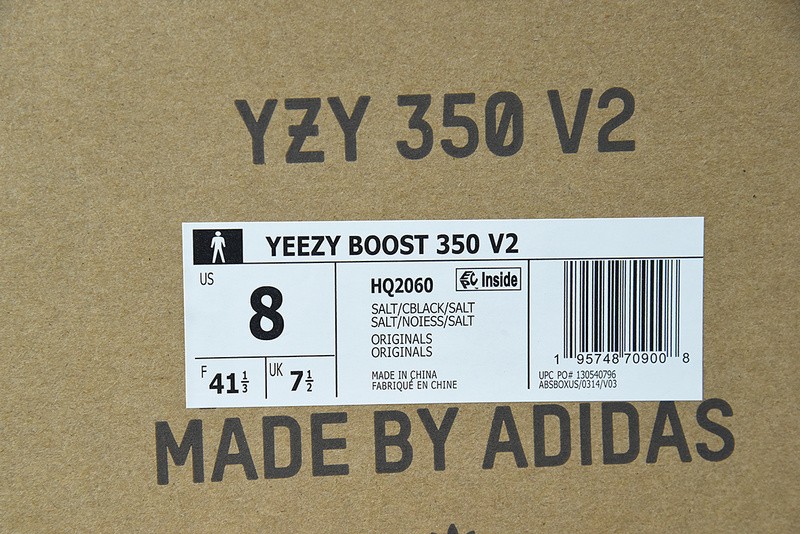 YZY 350 V2
YEEZY BOOST 350 V2
US
8
F 41 1/3
UK 7 1/2
HQ2060
Inside
SALT/CBLACK/SALT
SALT/NOIESS/SALT
ORIGINALS
ORIGINALS
MADE IN CHINA
FABRIQUÉ EN CHINE
1 95748 70900 8
UPC PO# 130540796
ABSBOXUS/0314/V03
MADE BY ADIDAS